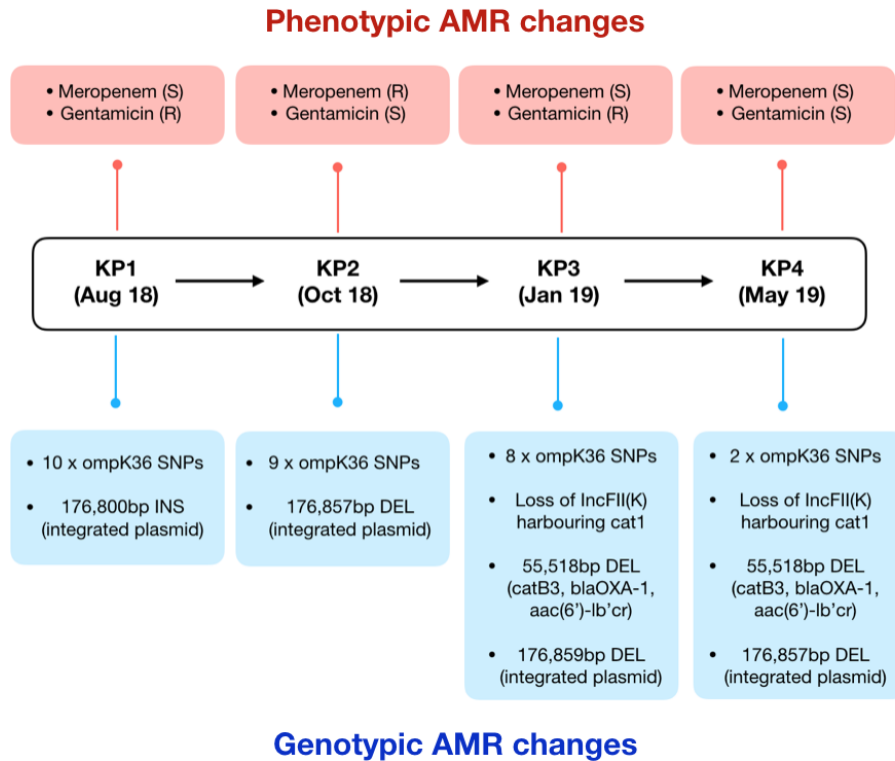 Phenotypic AMR changes
• Meropenem (S)
• Gentamicin (R)
• Meropenem (R)
• Gentamicin (S)
• Meropenem (S)
• Gentamicin (R)
• Meropenem (S)
• Gentamicin (S)
KP1
(Aug 18)
KP2
(Oct 18)
KP3
(Jan 19)
KP4
(May 19)
• 10 x ompK36 SNPs
• 176,800bp INS
(integrated plasmid)
• 9 x ompK36 SNPs
• 176,857bp DEL
(integrated plasmid)
• 8 x ompK36 SNPs
• Loss of IncFII(K)
harbouring cat1
• 55,518bp DEL
(catB3, blaOXA-1,
aac(6')-Ib'cr)
• 176,859bp DEL
(integrated plasmid)
• 2 x ompK36 SNPs
• Loss of IncFII(K)
harbouring cat1
• 55,518bp DEL
(catB3, blaOXA-1,
aac(6')-Ib'cr)
• 176,857bp DEL
(integrated plasmid)
Genotypic AMR changes